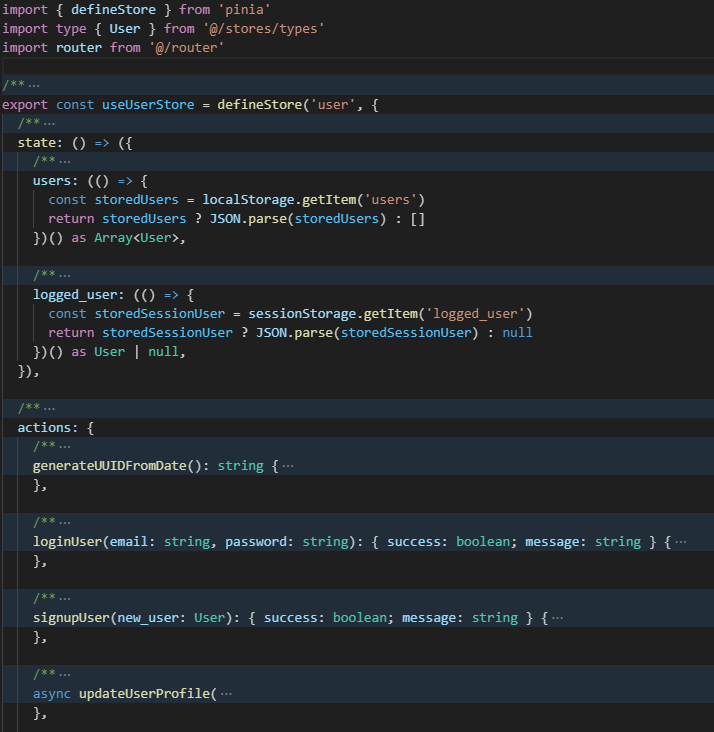 import { defineStore } from 'pinia'
import type { User } from '@/stores/types'
import router from '@/router'
/** ···
export const useUserStore = defineStore('user', {
  /** ···
  state: () => ({
    /** ···
    users: (() => {
      const storedUsers = localStorage.getItem('users')
      return storedUsers ? JSON.parse(storedUsers) : []
    })() as Array<User>,
    /** ···
    logged_user: (() => {
      const storedSessionUser = sessionStorage.getItem('logged_user')
      return storedSessionUser ? JSON.parse(storedSessionUser) : null
    })() as User | null,
  }),
  /** ···
  actions: {
    /** ···
    generateUUIDFromDate(): string { ···
    },
    /** ···
    loginUser(email: string, password: string): { success: boolean; message: string } { ···
    },
    /** ···
    signupUser(new_user: User): { success: boolean; message: string } { ···
    },
    /** ···
    async updateUserProfile( ···
    },